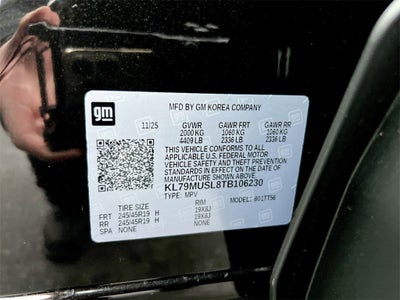 gm
MFD BY GM KOREA COMPANY
11/25 GVWR GAWR FRT GAWR RR
2000 KG 1060 KG 1060 KG
4409 LB 2336 LB 2336 LB
THIS VEHICLE CONFORMS TO ALL
APPLICABLE U.S. FEDERAL MOTOR
VEHICLE SAFETY AND THEFT PREVENTION
STANDARDS IN EFFECT ON THE DATE OF
MANUFACTURE SHOWN ABOVE.
KL79MUSL8TB106230
TYPE: MPV MODEL: 801TT56
TIRE SIZE RIM
FRT 245/45R19 H 19X8J
RR 245/45R19 H 19X8J
SPA NONE NONE